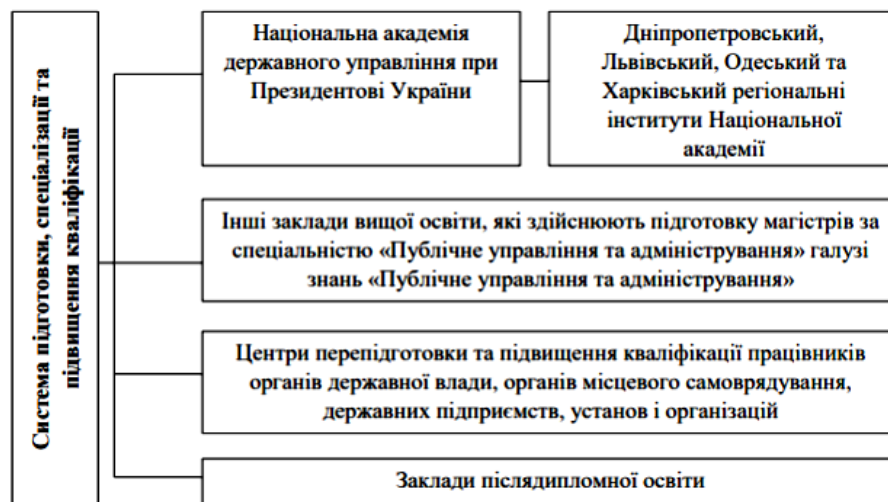 Система підготовки, спеціалізації та
підвищення кваліфікації
Національна академія
державного управління при
Президентові України
Дніпропетровський,
Львівський, Одеський та
Харківський регіональні
інститути Національної
академії
Інші заклади вищої освіти, які здійснюють підготовку магістрів за
спеціальністю «Публічне управління та адміністрування» галузі
знань «Публічне управління та адміністрування»
Центри перепідготовки та підвищення кваліфікації працівників
органів державної влади, органів місцевого самоврядування,
державних підприємств, установ і організацій
Заклади післядипломної освіти